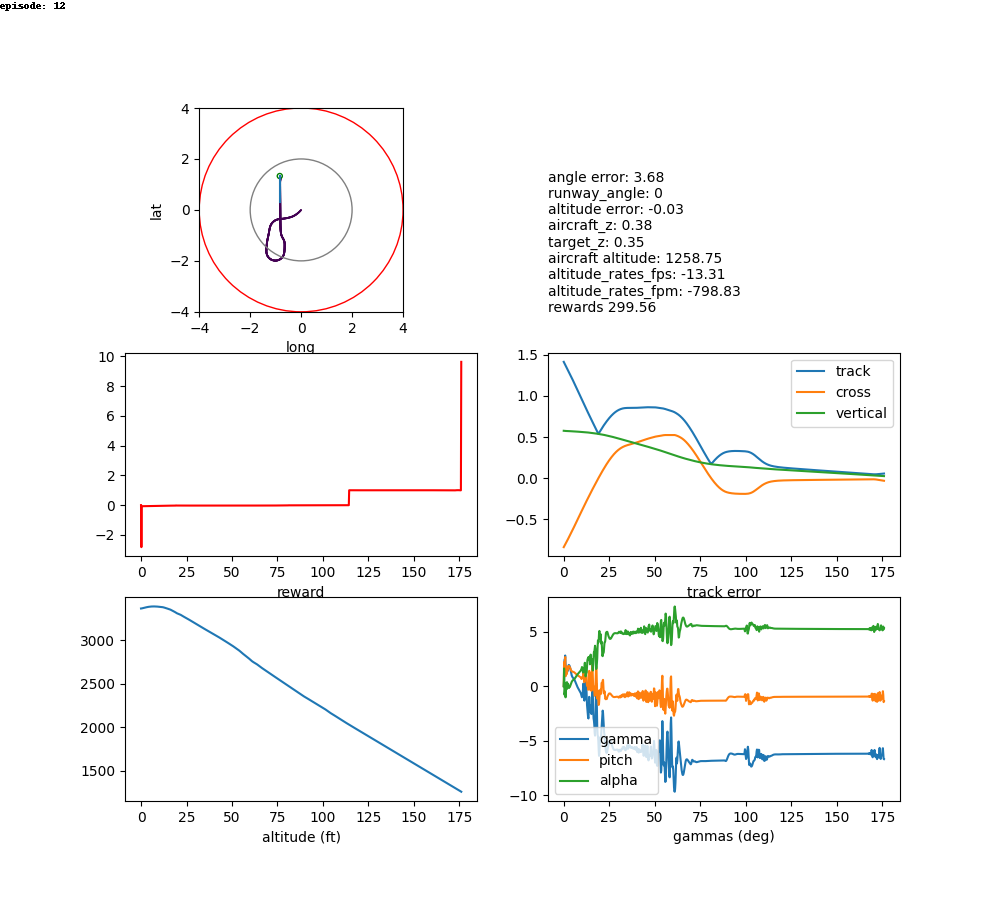 episode: 12
4
2
0
−2
−4
lat
−4 −2 0 2 4
long
angle error: 3.68
runway_angle: 0
altitude error: -0.03
aircraft_z: 0.38
target_z: 0.35
aircraft altitude: 1258.75
altitude_rates_fps: -13.31
altitude_rates_fpm: -798.83
rewards 299.56
10
8
6
4
2
0
−2
0 25 50 75 100 125 150 175
reward
1.5
1.0
0.5
0.0
−0.5
track
cross
vertical
0 25 50 75 100 125 150 175
track error
3000
2500
2000
1500
0 25 50 75 100 125 150 175
altitude (ft)
5
0
−5
−10
gamma
pitch
alpha
0 25 50 75 100 125 150 175
gammas (deg)